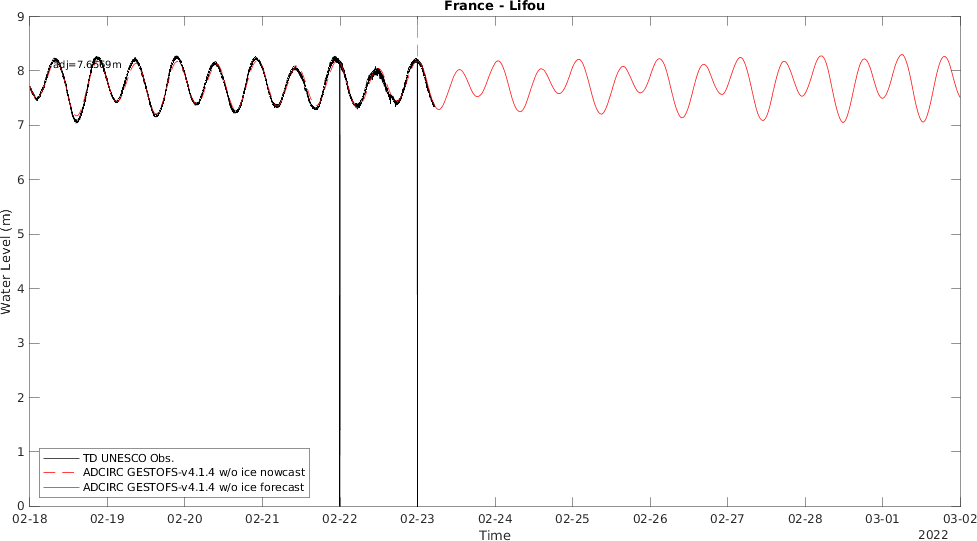 France - Lifou
9
8
7
6
5
4
3
2
1
0
Water Level (m)
TD UNESCO Obs.
ADCIRC GESTOFS-v4.1.4 w/o ice nowcast
ADCIRC GESTOFS-v4.1.4 w/o ice forecast
02-18 02-19 02-20 02-21 02-22 02-23 02-24 02-25 02-26 02-27 02-28 03-01 03-02
Time
2022